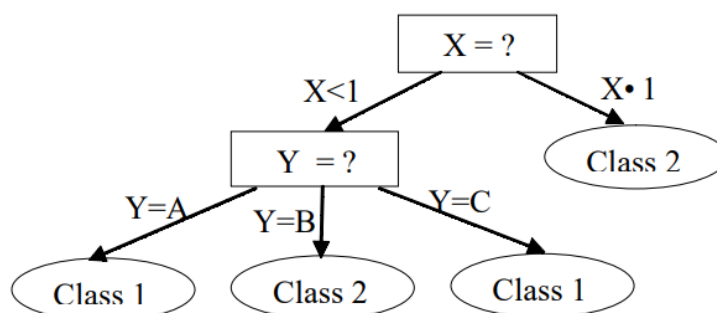 X = ?
X<1
X• 1
Y = ?
Class 2
Y=A
Y=B
Y=C
Class 1
Class 2
Class 1